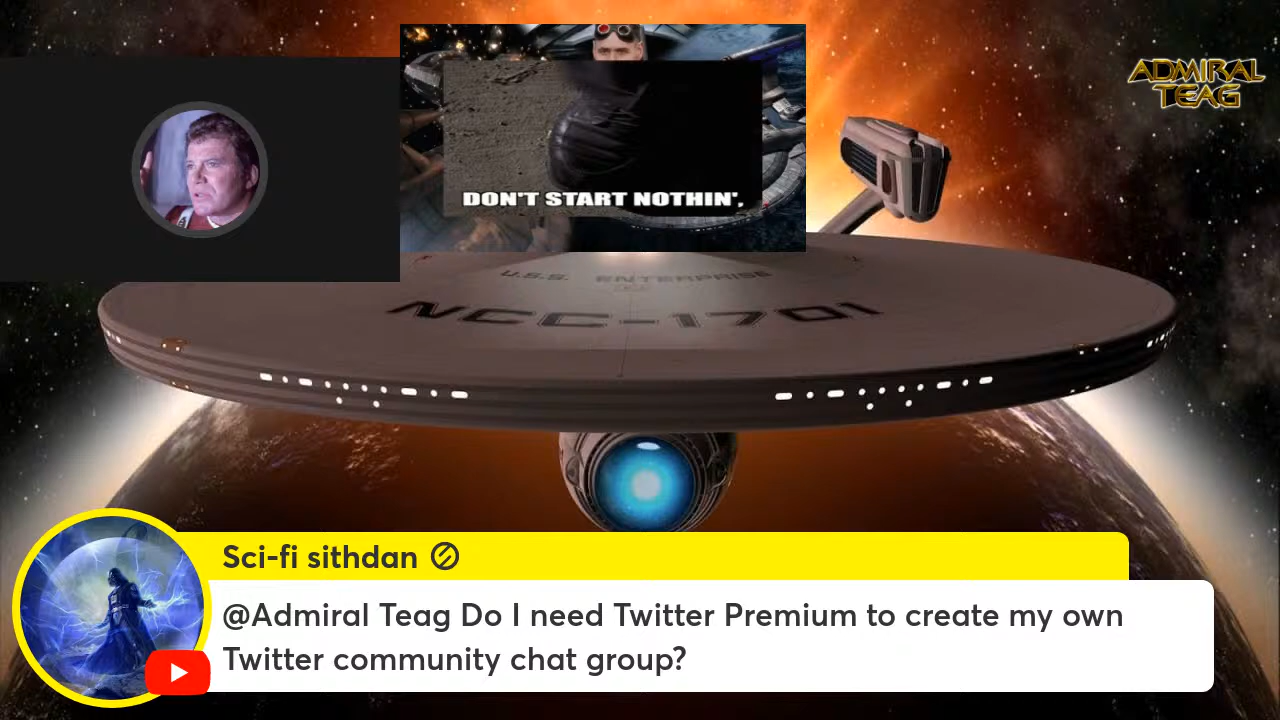 ADMIRAL
TEAG
DON'T START NOTHIN',
U.S.S. ENTERPRISE
NCC-1701
Sci-fi sithdan
@Admiral Teag Do I need Twitter Premium to create my own
Twitter community chat group?